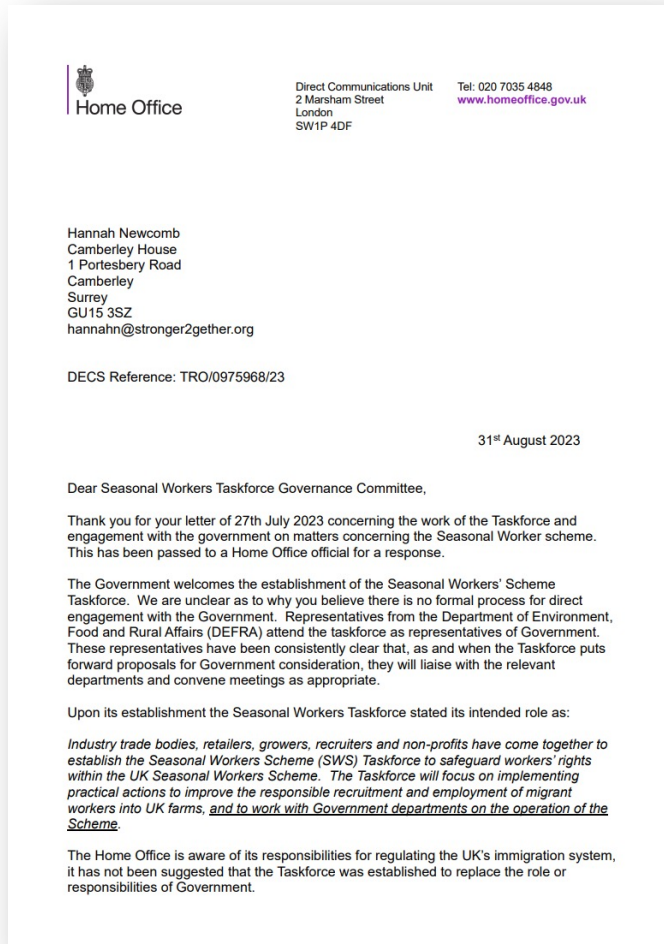 Home Office
Direct Communications Unit
2 Marsham Street
London
SW1P 4DF
Tel: 020 7035 4848
www.homeoffice.gov.uk
Hannah Newcomb
Camberley House
1 Portesbery Road
Camberley
Surrey
GU15 3SZ
hannahn@stronger2gether.org
DECS Reference: TRO/0975968/23
31st August 2023
Dear Seasonal Workers Taskforce Governance Committee,
Thank you for your letter of 27th July 2023 concerning the work of the Taskforce and
engagement with the government on matters concerning the Seasonal Worker scheme.
This has been passed to a Home Office official for a response.
The Government welcomes the establishment of the Seasonal Workers' Scheme
Taskforce. We are unclear as to why you believe there is no formal process for direct
engagement with the Government. Representatives from the Department of Environment,
Food and Rural Affairs (DEFRA) attend the taskforce as representatives of Government.
These representatives have been consistently clear that, as and when the Taskforce puts
forward proposals for Government consideration, they will liaise with the relevant
departments and convene meetings as appropriate.
Upon its establishment the Seasonal Workers Taskforce stated its intended role as:
Industry trade bodies, retailers, growers, recruiters and non-profits have come together to
establish the Seasonal Workers Scheme (SWS) Taskforce to safeguard workers' rights
within the UK Seasonal Workers Scheme. The Taskforce will focus on implementing
practical actions to improve the responsible recruitment and employment of migrant
workers into UK farms, and to work with Government departments on the operation of the
Scheme.
The Home Office is aware of its responsibilities for regulating the UK's immigration system,
it has not been suggested that the Taskforce was established to replace the role or
responsibilities of Government.